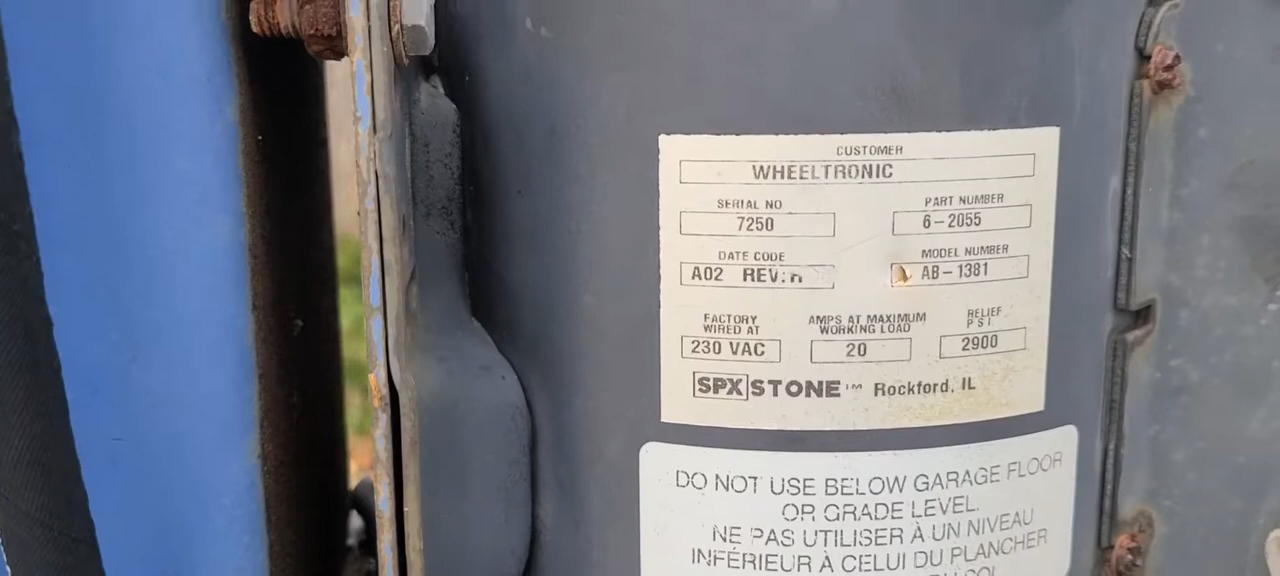 CUSTOMER
WHEELTRONIC
SERIAL NO PART NUMBER
7250 6-2055
DATE CODE MODEL NUMBER
A02 REV: AB-1381
FACTORY WIRED AT AMPS AT MAXIMUM WORKING LOAD RELIEF PSI
230 VAC 20 2900
SPX STONE™ Rockford, IL
DO NOT USE BELOW GARAGE FLOOR
OR GRADE LEVEL.
NE PAS UTILISER À UN NIVEAU
INFÉRIEUR À CELUI DU PLANCHER